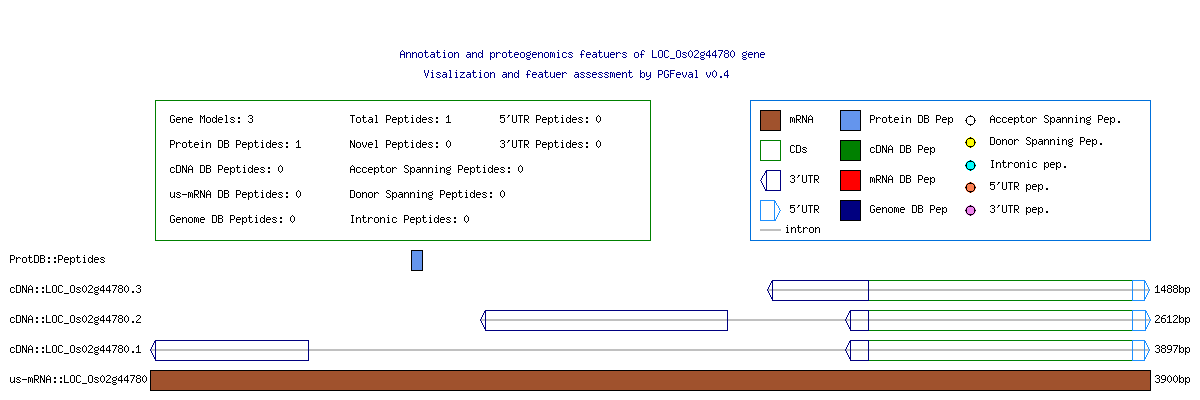 Annotation and proteogenomics featuers of LOC_Os02g44780 gene
Visalization and featuer assessment by PGFeval v0.4
Gene Models: 3 Total Peptides: 1 5'UTR Peptides: 0
Protein DB Peptides: 1 Novel Peptides: 0 3'UTR Peptides: 0
cDNA DB Peptides: 0 Acceptor Spanning Peptides: 0
us-mRNA DB Peptides: 0 Donor Spanning Peptides: 0
Genome DB Peptides: 0 Intronic Peptides: 0
mRNA Protein DB Pep Acceptor Spanning Pep.
CDs cDNA DB Pep Donor Spanning Pep.
3'UTR mRNA DB Pep Intronic pep.
5'UTR Genome DB Pep 5'UTR pep.
intron 3'UTR pep.
ProtDB::Peptides
cDNA::LOC_Os02g44780.3 1488bp
cDNA::LOC_Os02g44780.2 2612bp
cDNA::LOC_Os02g44780.1 3897bp
us-mRNA::LOC_Os02g44780 3900bp